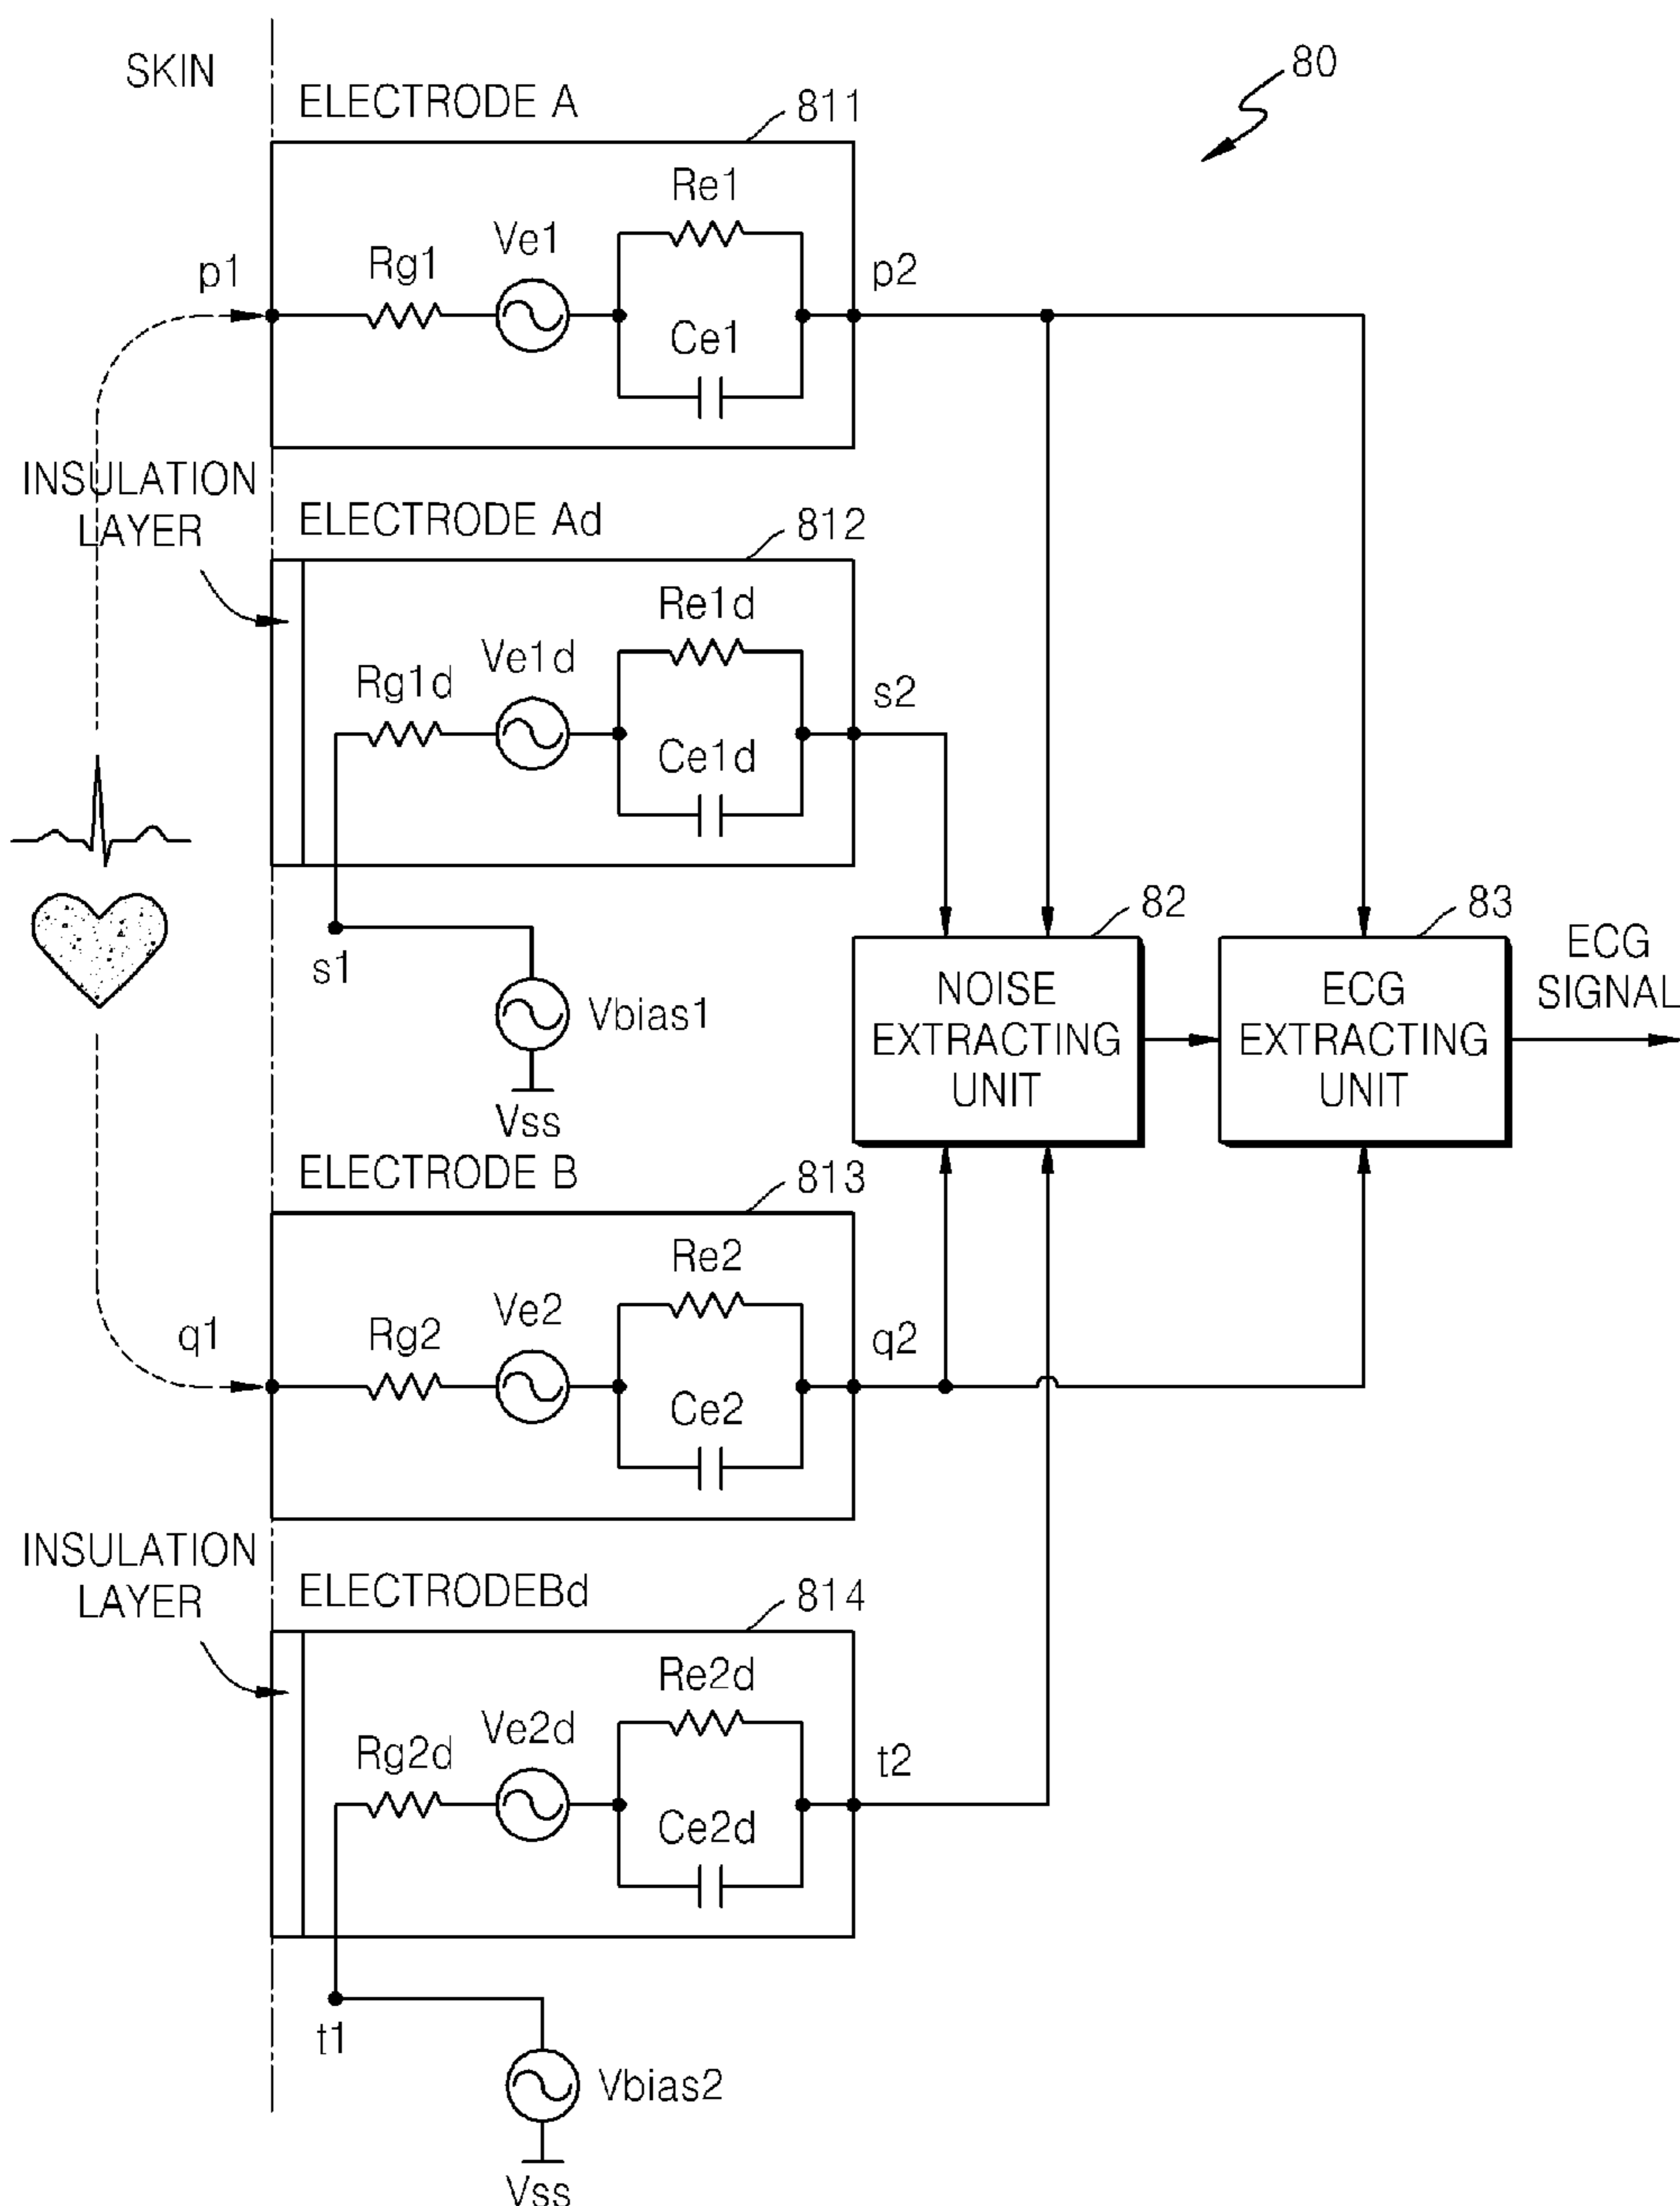 80
SKIN
ELECTRODE A
811
Re1
Ve1
Rg1
p1
p2
Ce1
INSULATION
LAYER
ELECTRODE Ad
812
Re1d
Ve1d
Rg1d
s2
Ce1d
s1
Vbias1
Vss
82
NOISE
EXTRACTING
UNIT
83
ECG
EXTRACTING
UNIT
ECG
SIGNAL
ELECTRODE B
813
Re2
Ve2
Rg2
q1
q2
Ce2
INSULATION
LAYER
ELECTRODEBd
814
Re2d
Ve2d
Rg2d
t2
Ce2d
t1
Vbias2
Vss